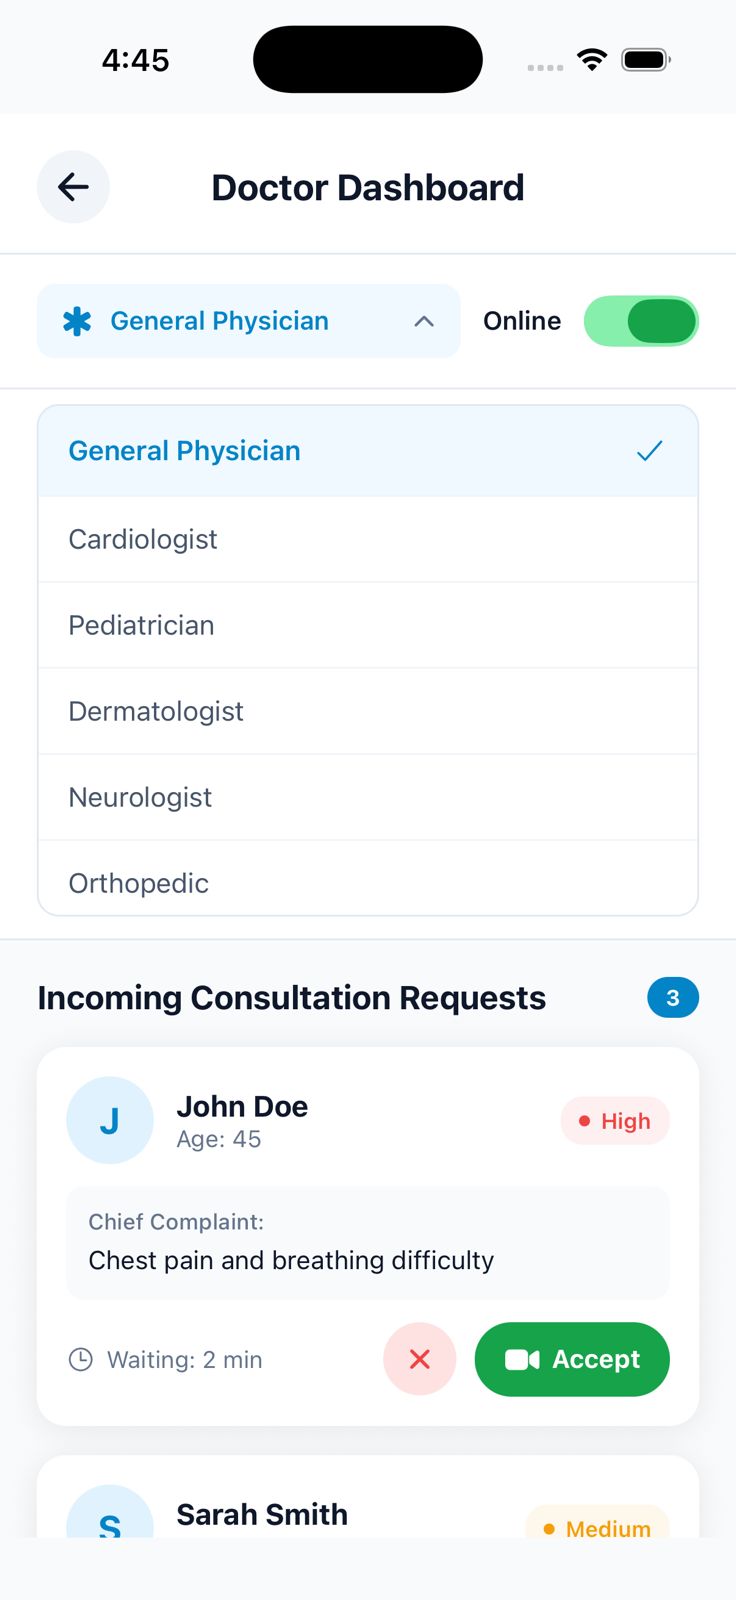 4:45
Doctor Dashboard
General Physician
Online
General Physician
Cardiologist
Pediatrician
Dermatologist
Neurologist
Orthopedic
Incoming Consultation Requests
3
J
John Doe
Age: 45
High
Chief Complaint:
Chest pain and breathing difficulty
Waiting: 2 min
Accept
S
Sarah Smith
Medium